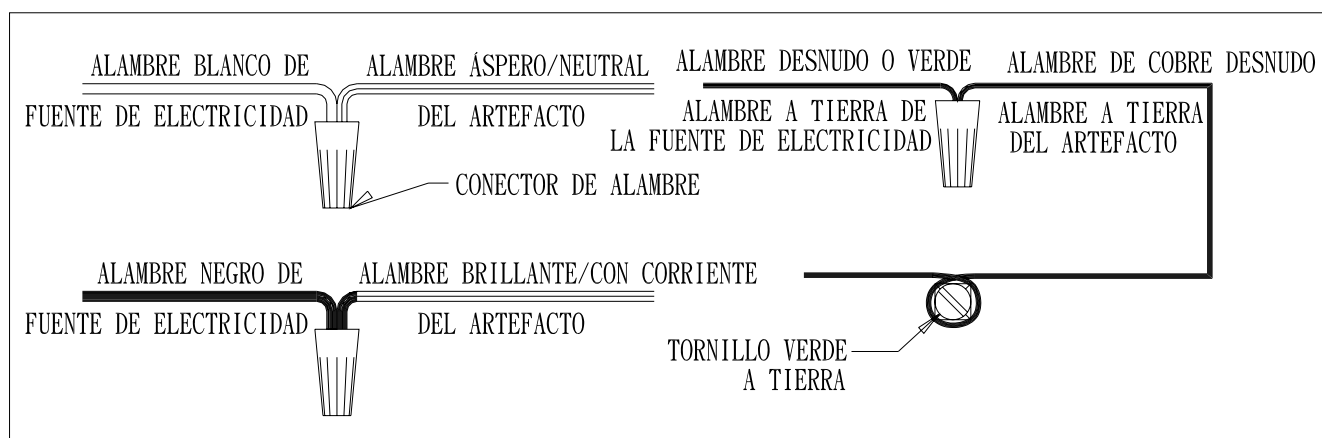 ALAMBRE BLANCO DE
FUENTE DE ELECTRICIDAD
ALAMBRE ÁSPERO/NEUTRAL
DEL ARTEFACTO
CONECTOR DE ALAMBRE
ALAMBRE NEGRO DE
FUENTE DE ELECTRICIDAD
ALAMBRE BRILLANTE/CON CORRIENTE
DEL ARTEFACTO
ALAMBRE DESNUDO O VERDE
ALAMBRE A TIERRA DE
LA FUENTE DE ELECTRICIDAD
ALAMBRE DE COBRE DESNUDO
ALAMBRE A TIERRA
DEL ARTEFACTO
TORNILLO VERDE
A TIERRA